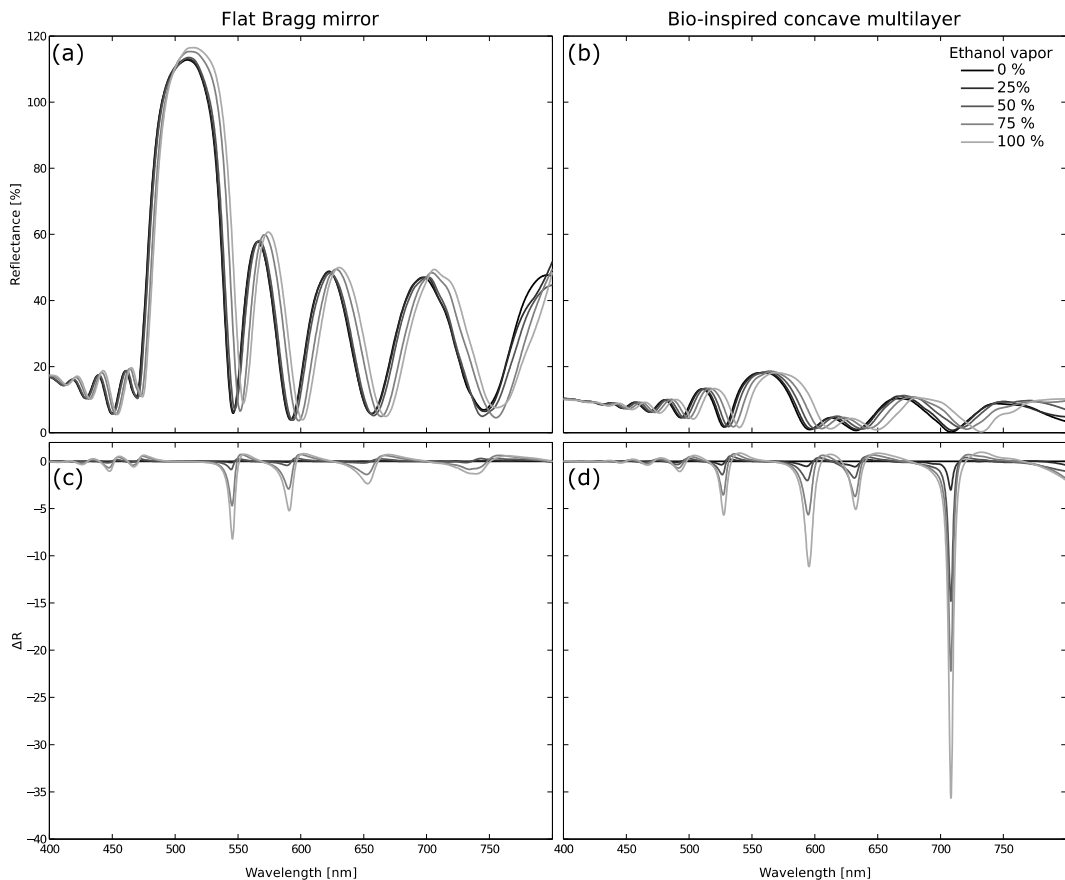 Flat Bragg mirror
Bio-inspired concave multilayer
(a)
120
100
80
60
40
20
0
Reflectance [%]
(b)
Ethanol vapor
0 %
25%
50 %
75 %
100 %
(c)
0
−5
−10
−15
−20
−25
−30
−35
−40
ΔR
400 450 500 550 600 650 700 750
Wavelength [nm]
(d)
400 450 500 550 600 650 700 750
Wavelength [nm]